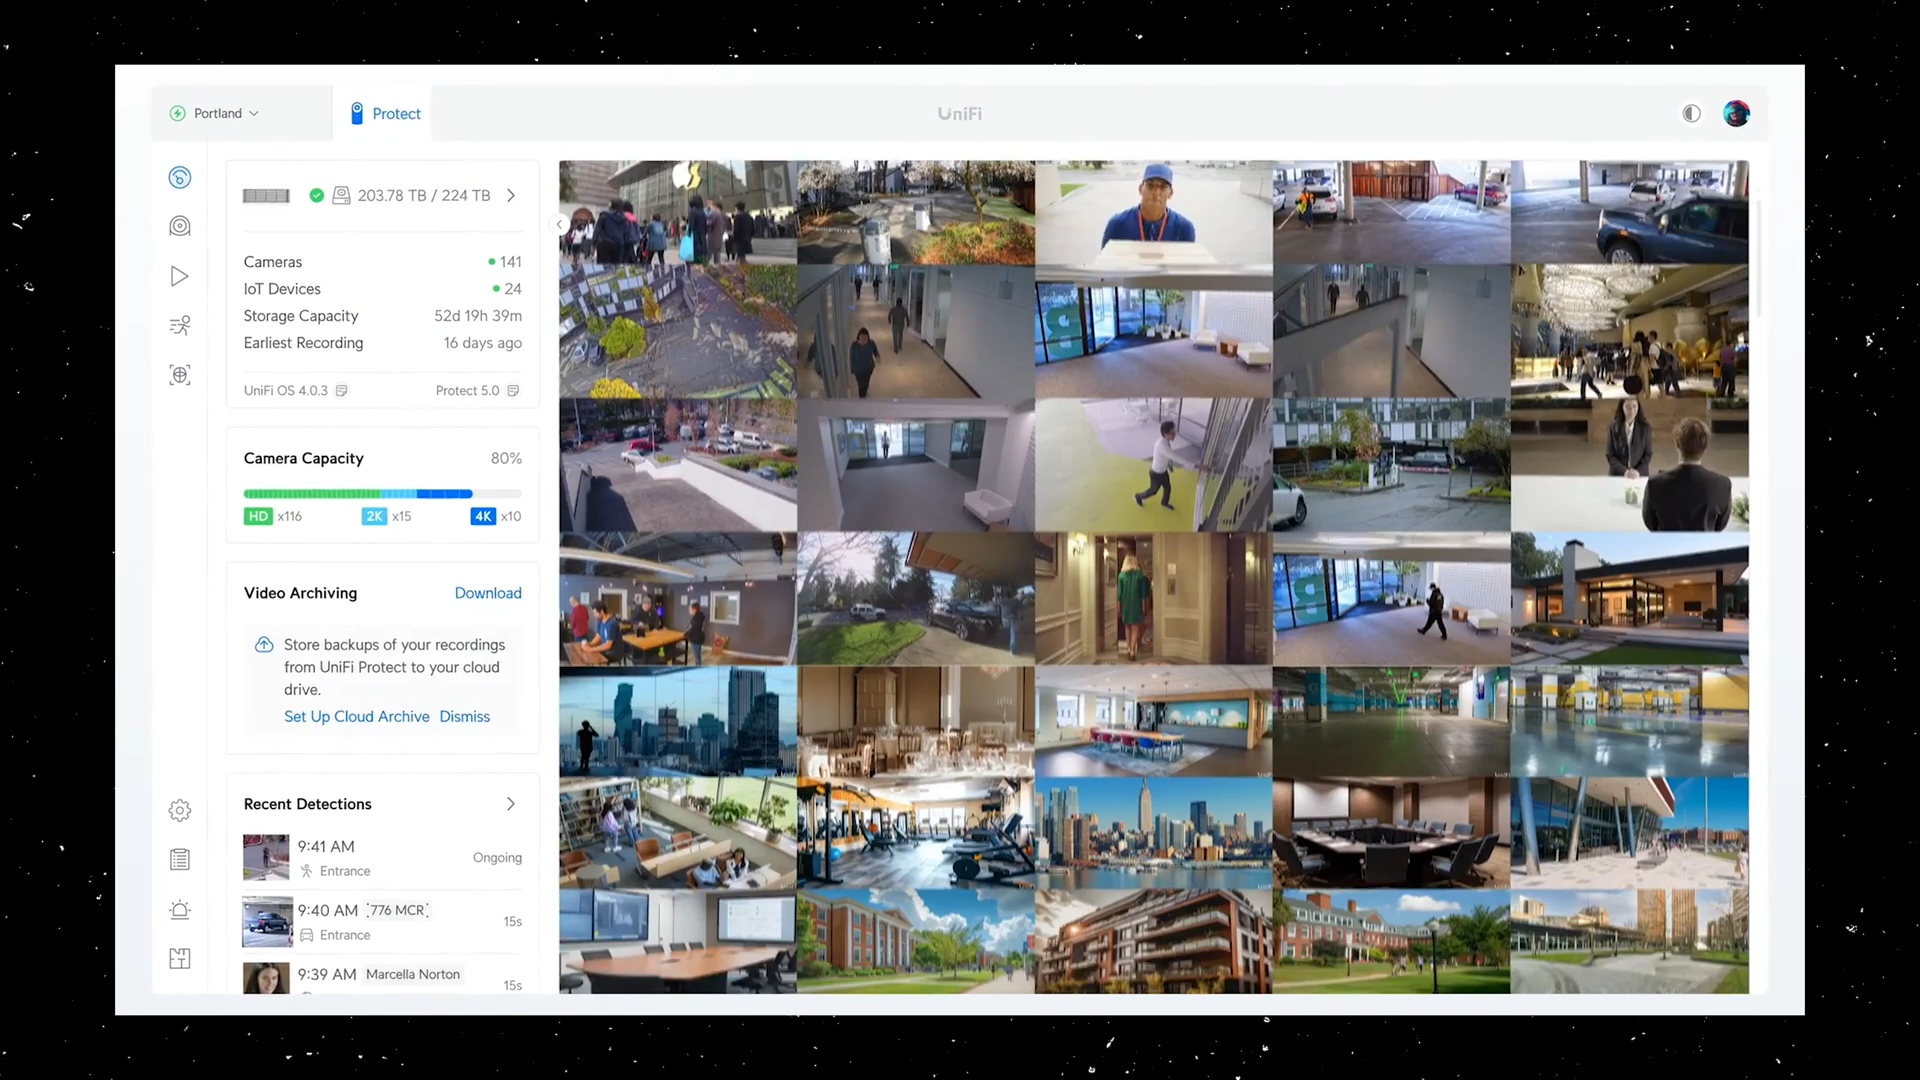 Portland
Protect
UniFi
203.78 TB / 224 TB
Cameras 141
IoT Devices 24
Storage Capacity 52d 19h 39m
Earliest Recording 16 days ago
UniFi OS 4.0.3 Protect 5.0
Camera Capacity 80%
HD x116 2K x15 4K x10
Video Archiving Download
Store backups of your recordings
from UniFi Protect to your cloud
drive.
Set Up Cloud Archive Dismiss
Recent Detections
9:41 AM
Entrance
Ongoing
9:40 AM 776 MCR
Entrance
15s
9:39 AM Marcella Norton
15s